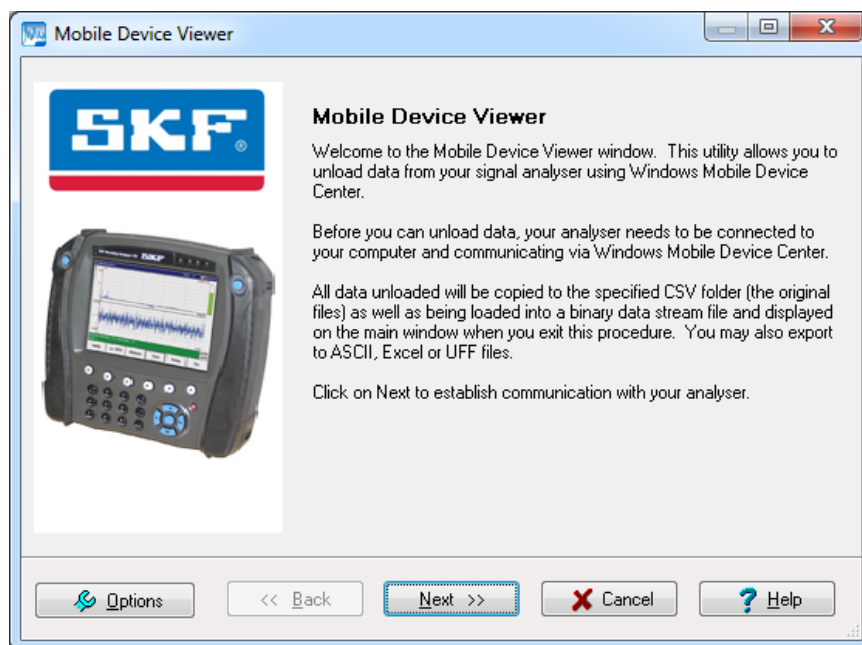 Mobile Device Viewer
SKF®
Mobile Device Viewer
Welcome to the Mobile Device Viewer window. This utility allows you to
unload data from your signal analyser using Windows Mobile Device
Center.
Before you can unload data, your analyser needs to be connected to
your computer and communicating via Windows Mobile Device Center.
All data unloaded will be copied to the specified CSV folder (the original
files) as well as being loaded into a binary data stream file and displayed
on the main window when you exit this procedure. You may also export
to ASCII, Excel or UFF files.
Click on Next to establish communication with your analyser.
SKF
Options
<< Back
Next >>
Cancel
Help